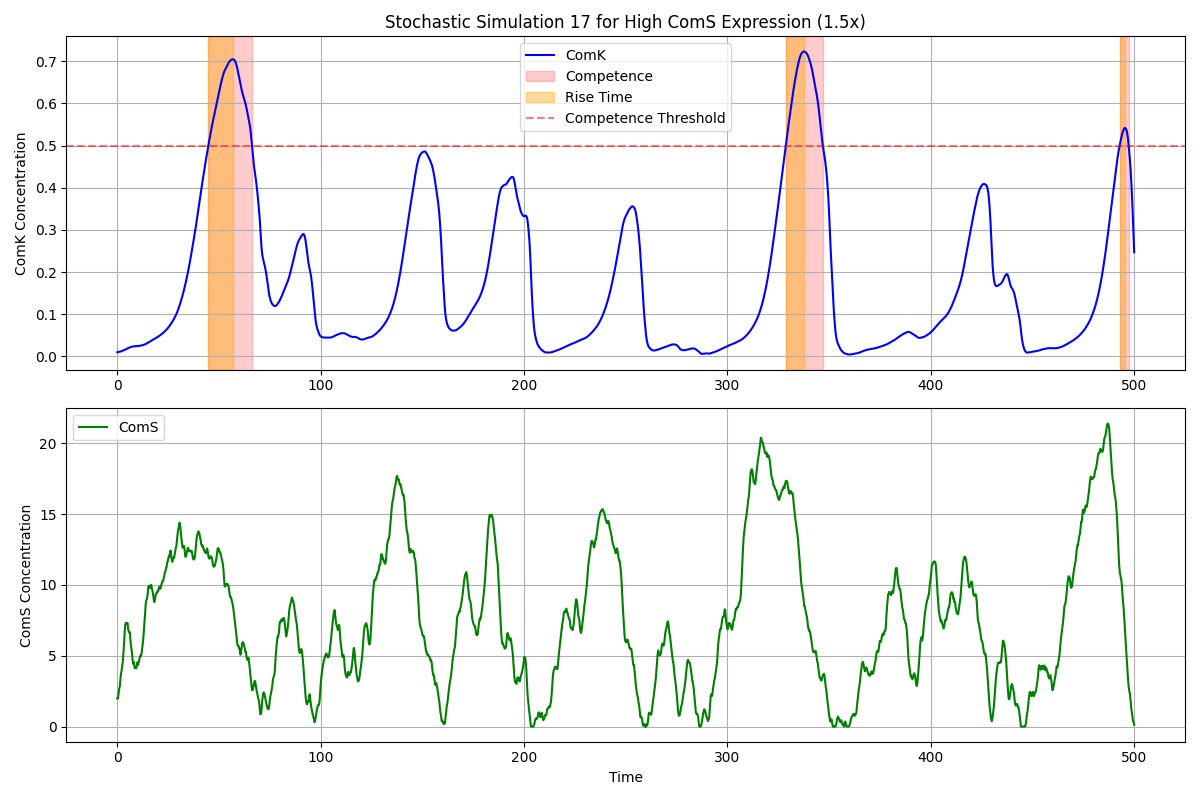 Stochastic Simulation 17 for High ComS Expression (1.5x)
ComK Concentration
0.7
0.6
0.5
0.4
0.3
0.2
0.1
0.0
ComK
Competence
Rise Time
Competence Threshold
0 100 200 300 400 500
ComS Concentration
20
15
10
5
0
ComS
0 100 200 300 400 500
Time